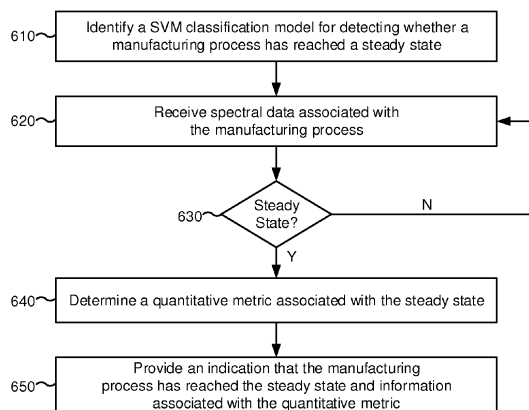 610
Identify a SVM classification model for detecting whether a
manufacturing process has reached a steady state
620
Receive spectral data associated with
the manufacturing process
630
Steady
State?
N
Y
640
Determine a quantitative metric associated with the steady state
650
Provide an indication that the manufacturing
process has reached the steady state and information
associated with the quantitative metric